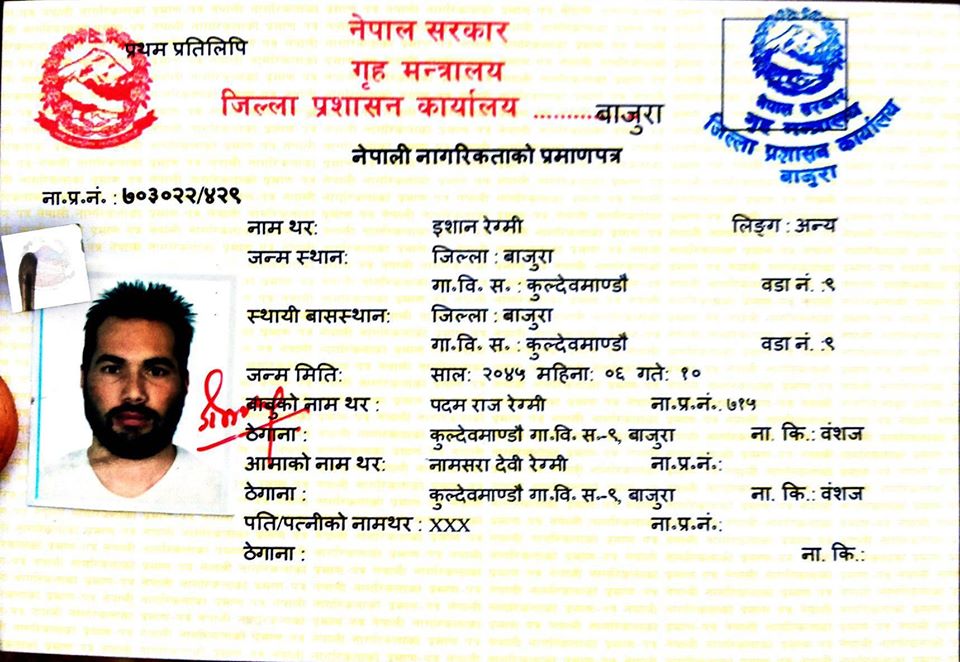 प्रथम प्रतिलिपि
नेपाल सरकार
गृह मन्त्रालय
जिल्ला प्रशासन कार्यालय ..........बाजुरा
नेपाल सरकार
गृह मन्त्रालय
जिल्ला प्रशासन कार्यालय
बाजुरा
नेपाली नागरिकताको प्रमाणपत्र
ना.प्र.नं. : ७०३०२२/४२९
नाम थर: इशान रेग्मी लिङ्ग : अन्य
जन्म स्थान: जिल्ला : बाजुरा
गा.वि. स. : कुल्देवमाण्डौ वडा नं. :९
स्थायी बासस्थान: जिल्ला : बाजुरा
गा.वि. स. : कुल्देवमाण्डौ वडा नं. :९
जन्म मिति: साल: २०४५ महिना: ०६ गते: १०
बाबुको नाम थर : पदम राज रेग्मी ना.प्र.नं.. ७१५
ठेगाना : कुल्देवमाण्डौ गा.वि. स.-९, बाजुरा ना. कि.: वंशज
आमाको नाम थर: नामसरा देवी रेग्मी ना.प्र.नं.:
ठेगाना : कुल्देवमाण्डौ गा.वि. स.-९, बाजुरा ना. कि.: वंशज
पति/पत्नीको नामथर : XXX ना.प्र.नं.:
ठेगाना : ना. कि.: